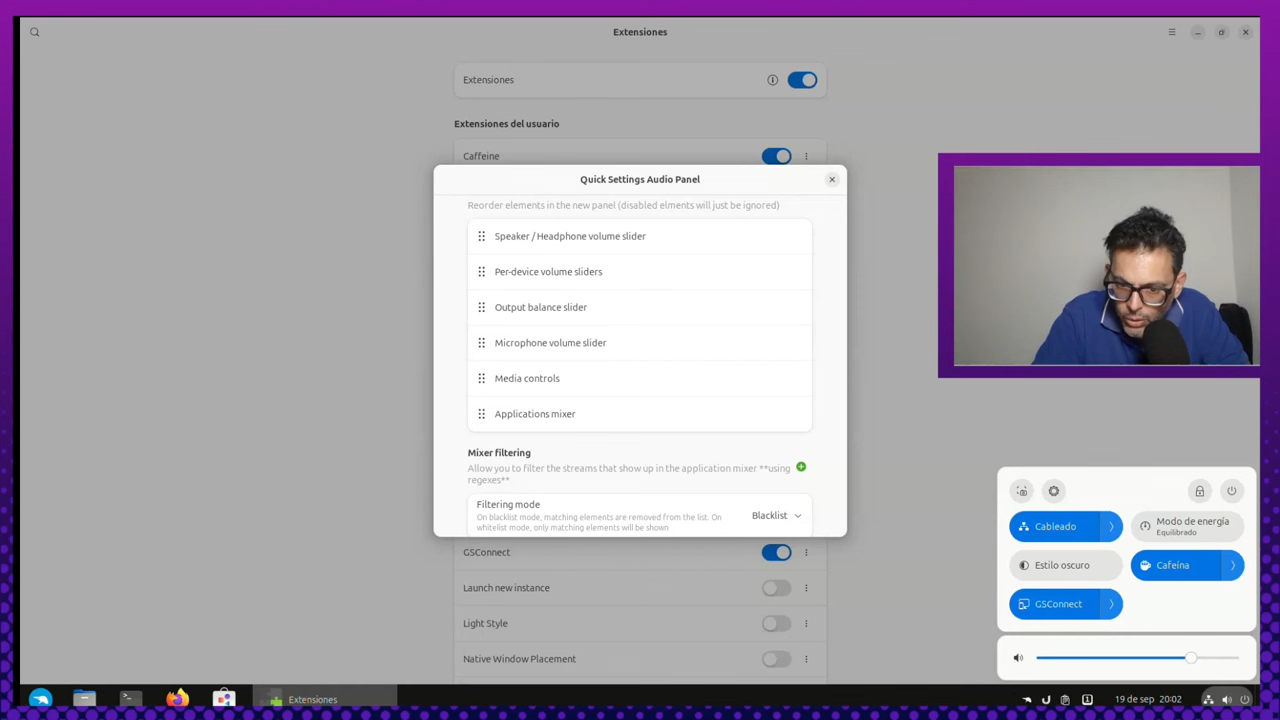 Extensiones
Extensiones
Extensiones del usuario
Caffeine
Quick Settings Audio Panel
Reorder elements in the new panel (disabled elments will just be ignored)
Speaker / Headphone volume slider
Per-device volume sliders
Output balance slider
Microphone volume slider
Media controls
Applications mixer
Mixer filtering
Allow you to filter the streams that show up in the application mixer **using
regexes**
Filtering mode
On blacklist mode, matching elements are removed from the list. On
whitelist mode, only matching elements will be shown
Blacklist
GSConnect
Launch new instance
Light Style
Native Window Placement
Cableado
Modo de energía
Equilibrado
Estilo oscuro
Cafeína
GSConnect
Extensiones
19 de sep 20:02